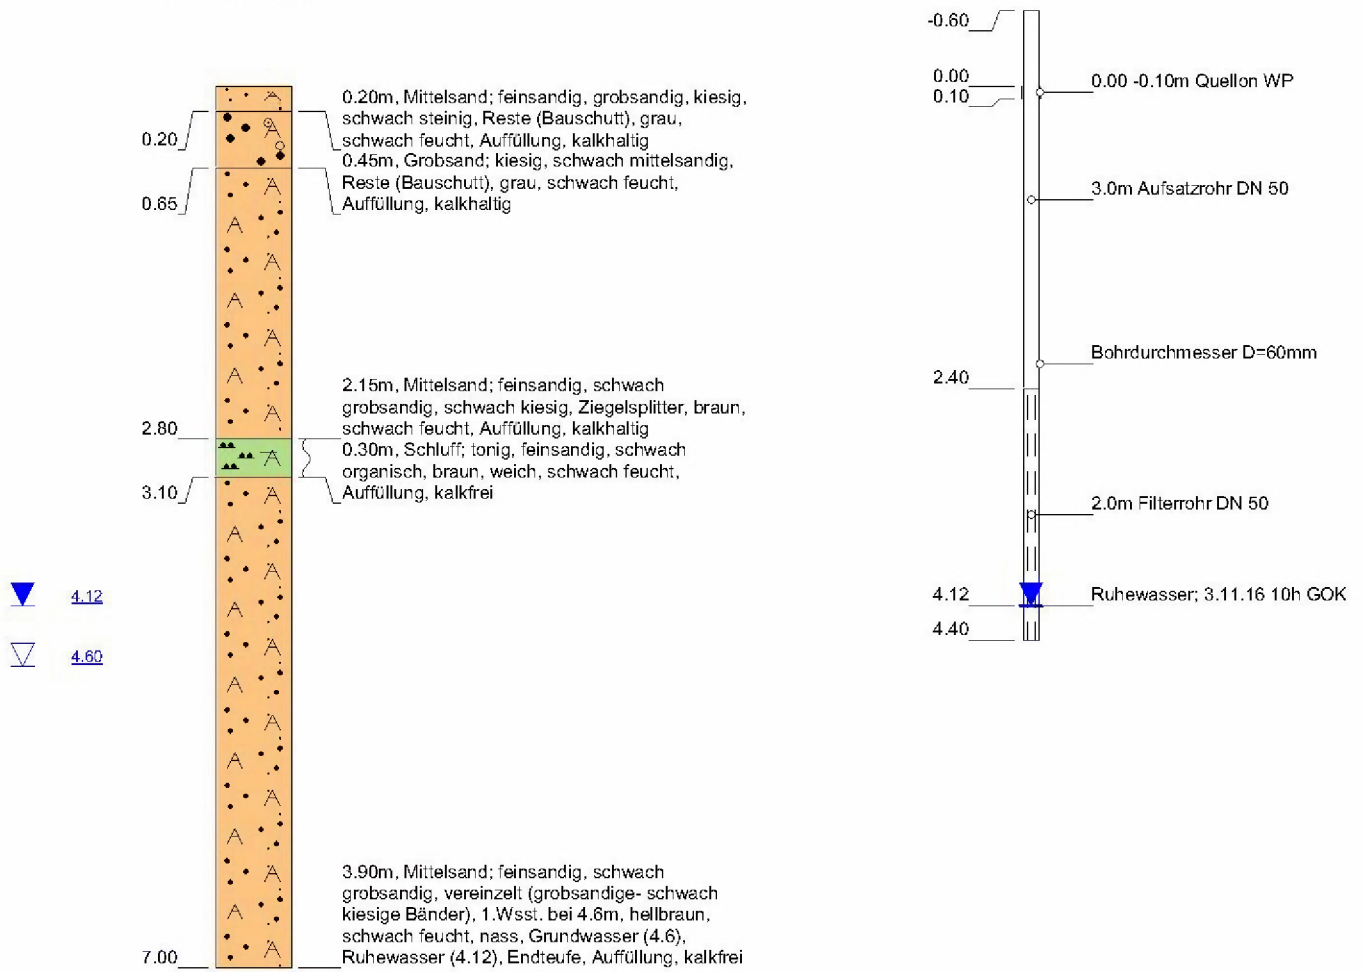 0.20m, Mittelsand; feinsandig, grobsandig, kiesig,
schwach steinig, Reste (Bauschutt), grau,
schwach feucht, Auffüllung, kalkhaltig
0.20
0.45m, Grobsand; kiesig, schwach mittelsandig,
Reste (Bauschutt), grau, schwach feucht,
Auffüllung, kalkhaltig
0.65
2.15m, Mittelsand; feinsandig, schwach
grobsandig, schwach kiesig, Ziegelsplitter, braun,
schwach feucht, Auffüllung, kalkhaltig
2.80
0.30m, Schluff; tonig, feinsandig, schwach
organisch, braun, weich, schwach feucht,
Auffüllung, kalkfrei
3.10
4.12
4.60
3.90m, Mittelsand; feinsandig, schwach
grobsandig, vereinzelt (grobsandige- schwach
kiesige Bänder), 1.Wsst. bei 4.6m, hellbraun,
schwach feucht, nass, Grundwasser (4.6),
Ruhewasser (4.12), Endteufe, Auffüllung, kalkfrei
7.00
-0.60
0.00
0.10
0.00 -0.10m Quellon WP
3.0m Aufsatzrohr DN 50
Bohrdurchmesser D=60mm
2.40
2.0m Filterrohr DN 50
4.12
Ruhewasser; 3.11.16 10h GOK
4.40